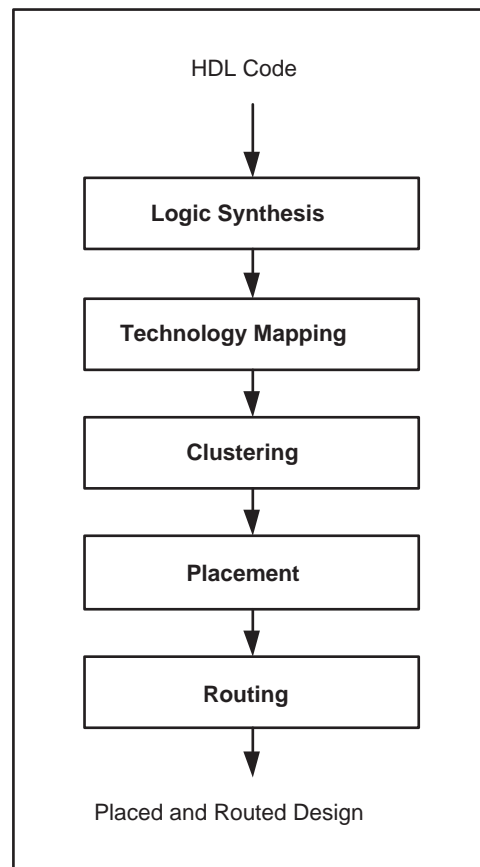 HDL Code
Logic Synthesis
Technology Mapping
Clustering
Placement
Routing
Placed and Routed Design